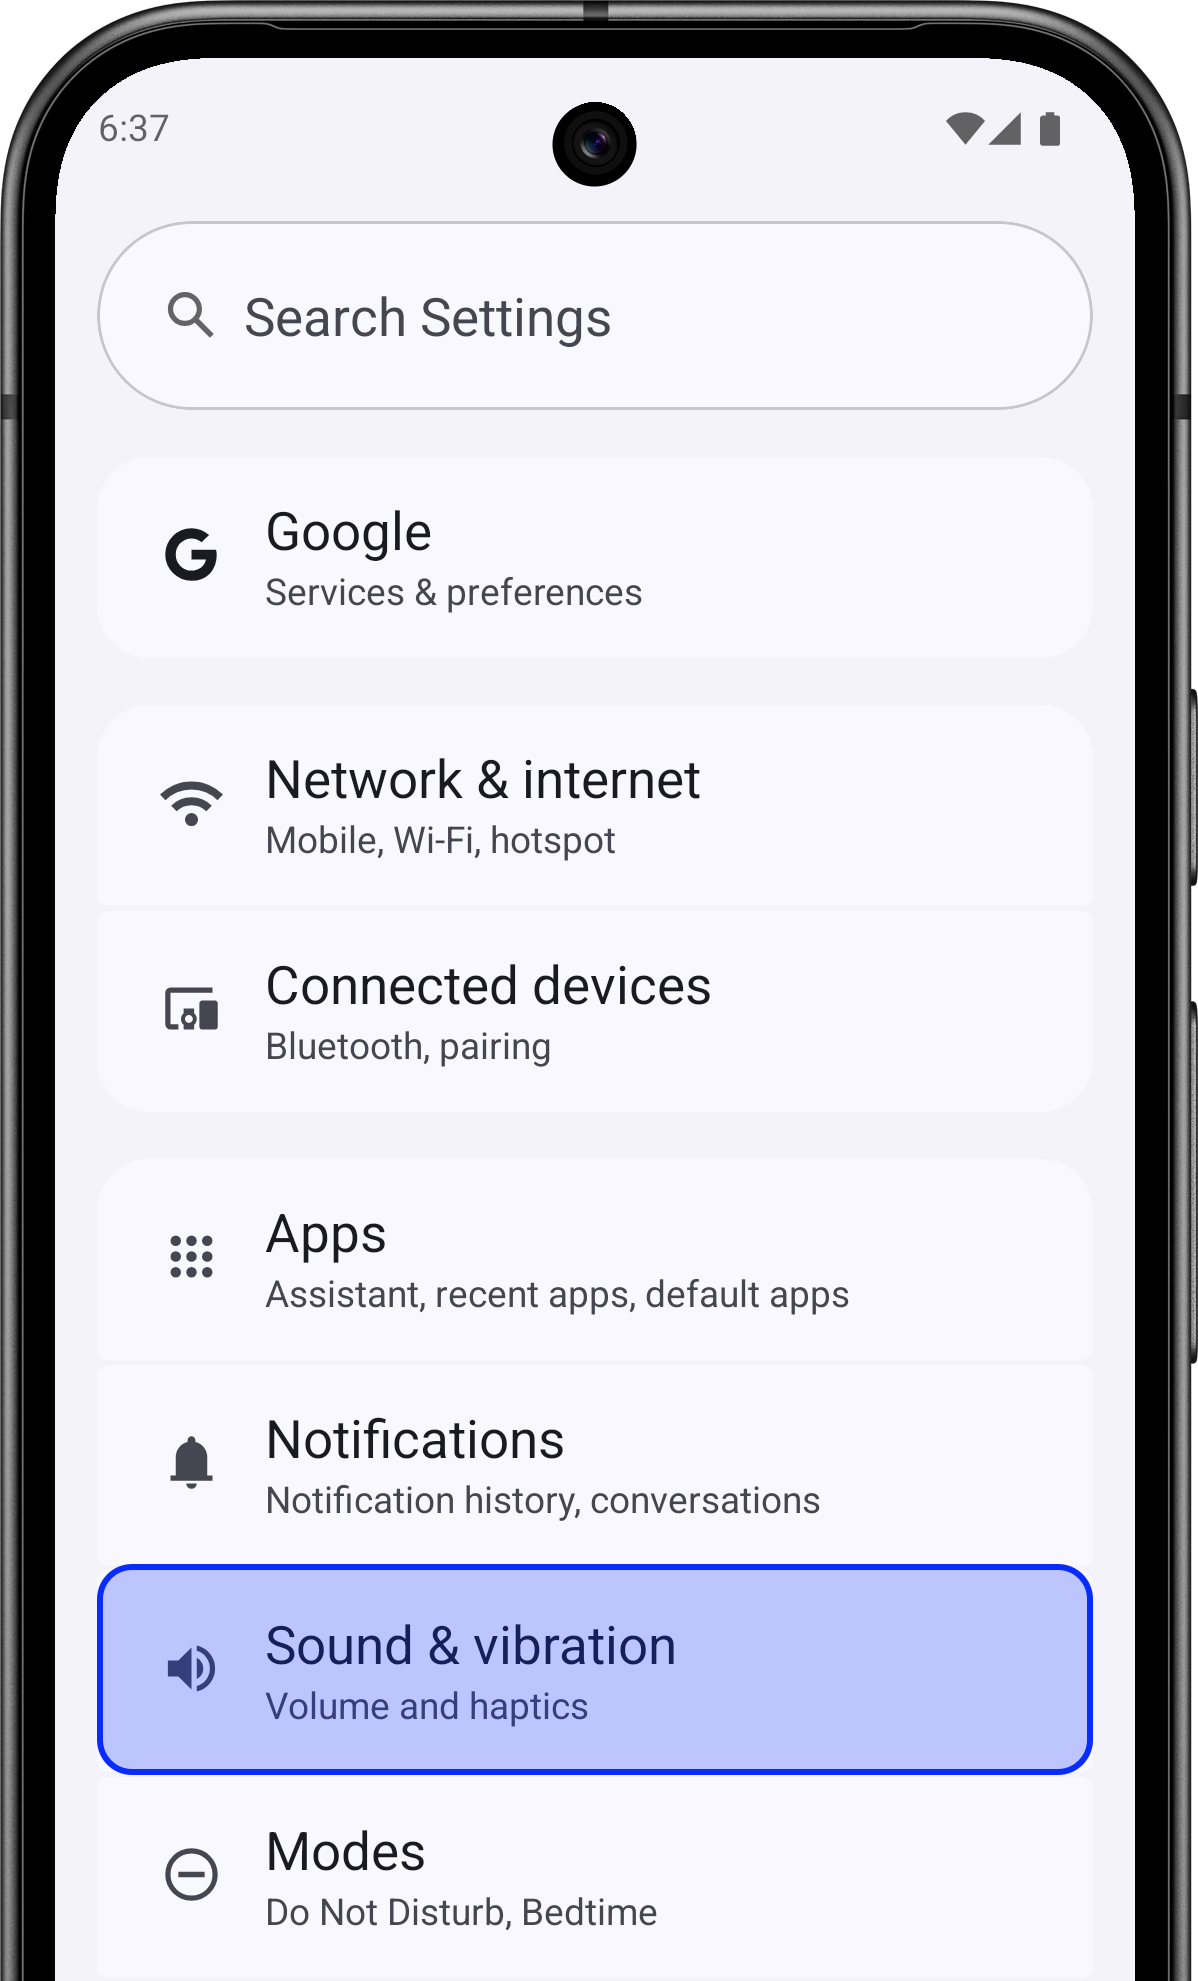 6:37
Search Settings
Google
Services & preferences
Network & internet
Mobile, Wi-Fi, hotspot
Connected devices
Bluetooth, pairing
Apps
Assistant, recent apps, default apps
Notifications
Notification history, conversations
Sound & vibration
Volume and haptics
Modes
Do Not Disturb, Bedtime